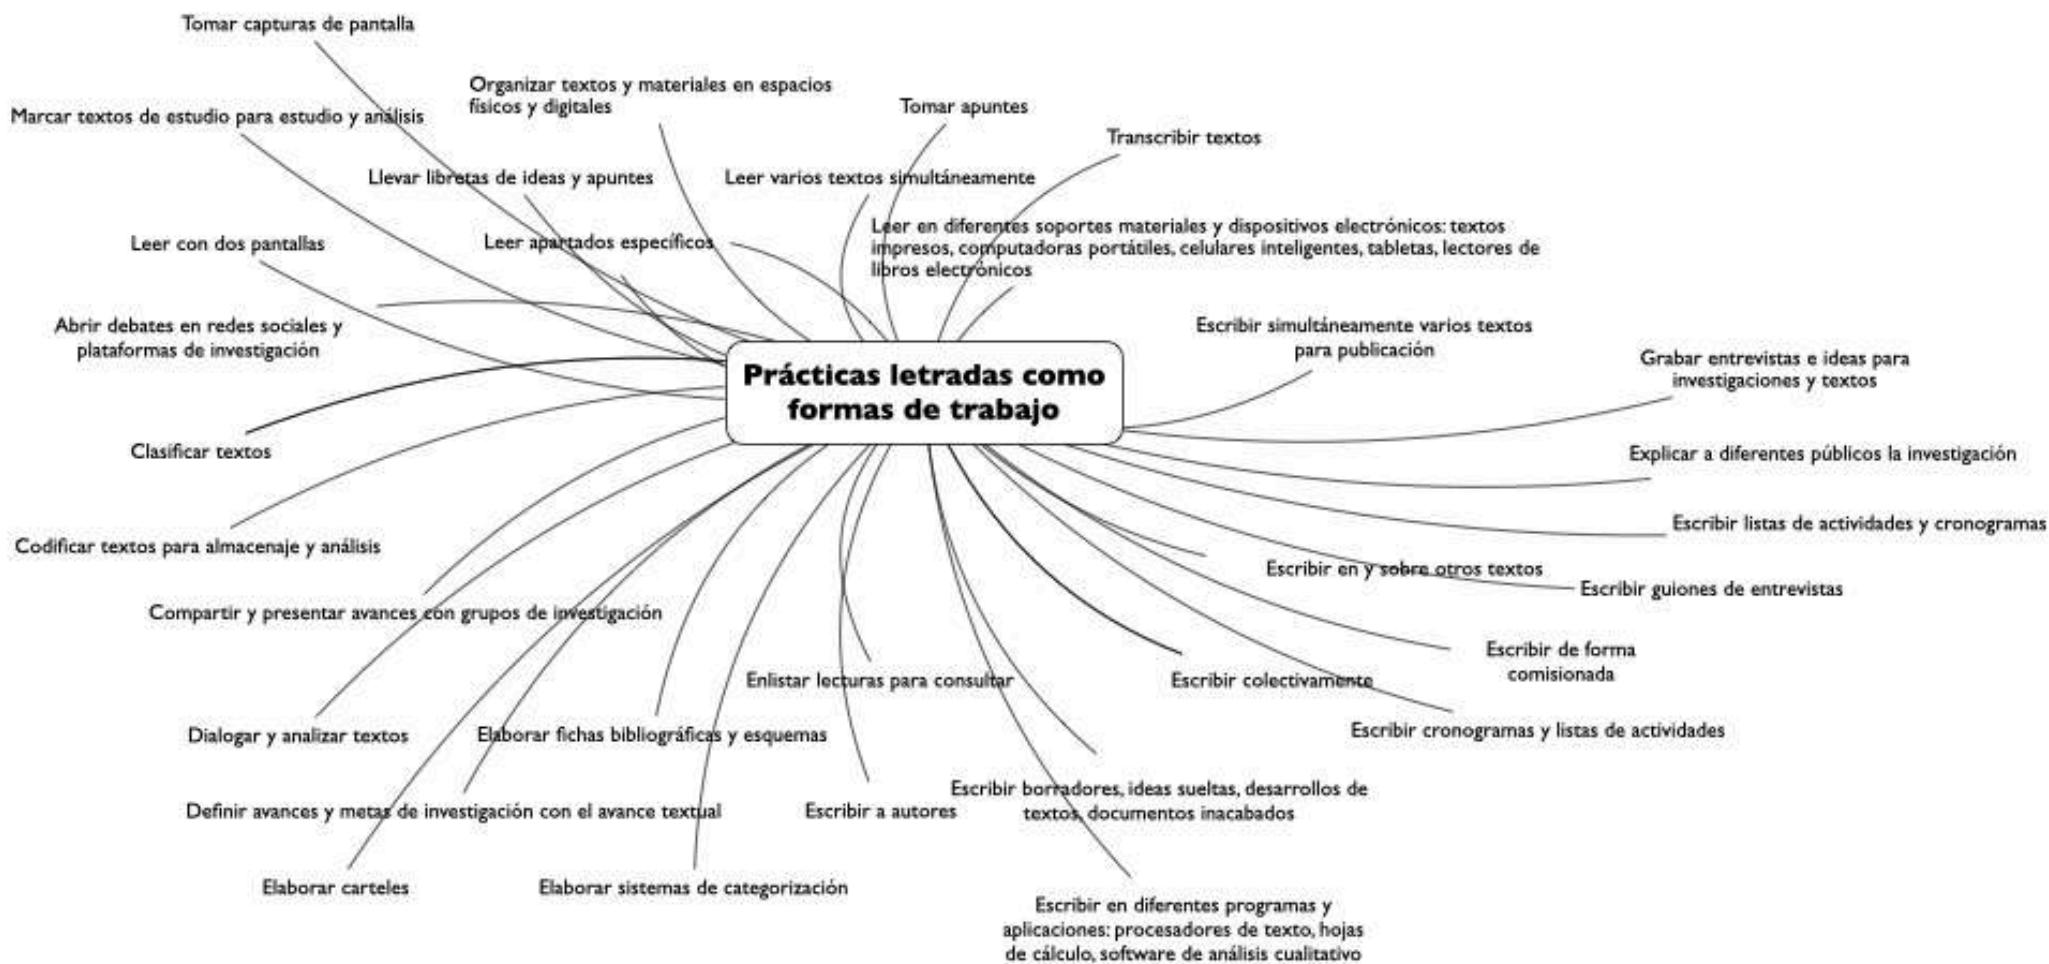 Tomar capturas de pantalla
Organizar textos y materiales en espacios
físicos y digitales
Tomar apuntes
Marcar textos de estudio para estudio y análisis
Transcribir textos
Llevar libretas de ideas y apuntes
Leer varios textos simultáneamente
Leer con dos pantallas
Leer apartados específicos
Leer en diferentes soportes materiales y dispositivos electrónicos: textos
impresos, computadoras portátiles, celulares inteligentes, tabletas, lectores de
libros electrónicos
Abrir debates en redes sociales y
plataformas de investigación
Escribir simultáneamente varios textos
para publicación
Grabar entrevistas e ideas para
investigaciones y textos
Prácticas letradas como
formas de trabajo
Clasificar textos
Explicar a diferentes públicos la investigación
Escribir listas de actividades y cronogramas
Codificar textos para almacenaje y análisis
Escribir en y sobre otros textos
Escribir guiones de entrevistas
Compartir y presentar avances con grupos de investigación
Escribir de forma
comisionada
Enlistar lecturas para consultar
Escribir colectivamente
Dialogar y analizar textos
Elaborar fichas bibliográficas y esquemas
Escribir cronogramas y listas de actividades
Definir avances y metas de investigación con el avance textual
Escribir a autores
Escribir borradores, ideas sueltas, desarrollos de
textos, documentos inacabados
Elaborar carteles
Elaborar sistemas de categorización
Escribir en diferentes programas y
aplicaciones: procesadores de texto, hojas
de cálculo, software de análisis cualitativo